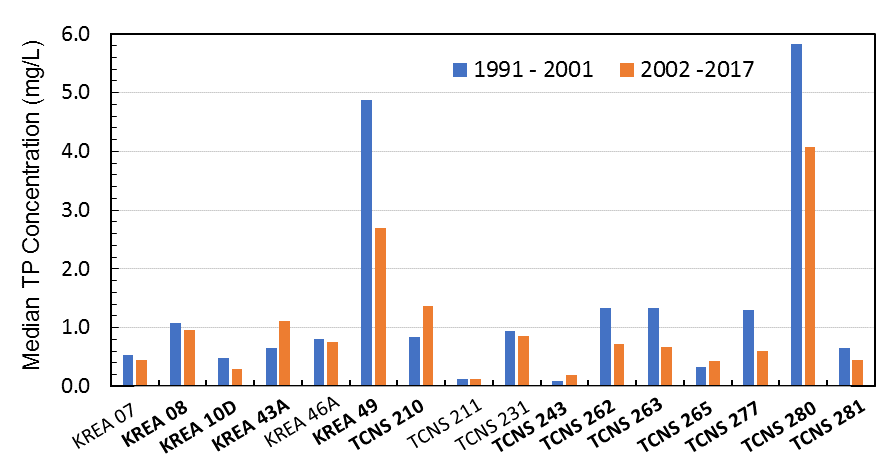 Median TP Concentration (mg/L)
6.0
5.0
4.0
3.0
2.0
1.0
0.0
1991 - 2001
2002 -2017
KREA 07
KREA 08
KREA 10D
KREA 43A
KREA 46A
KREA 49
TCNS 210
TCNS 211
TCNS 231
TCNS 243
TCNS 262
TCNS 263
TCNS 265
TCNS 277
TCNS 280
TCNS 281